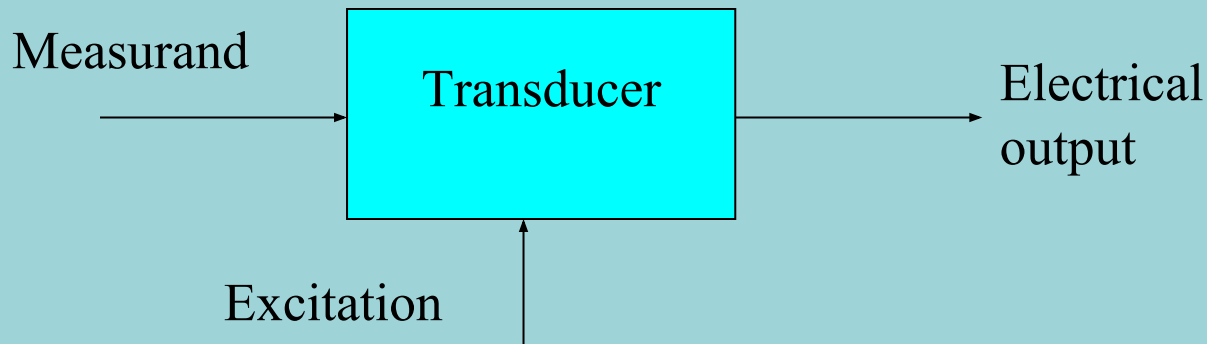 Measurand
Transducer
Electrical
output
Excitation